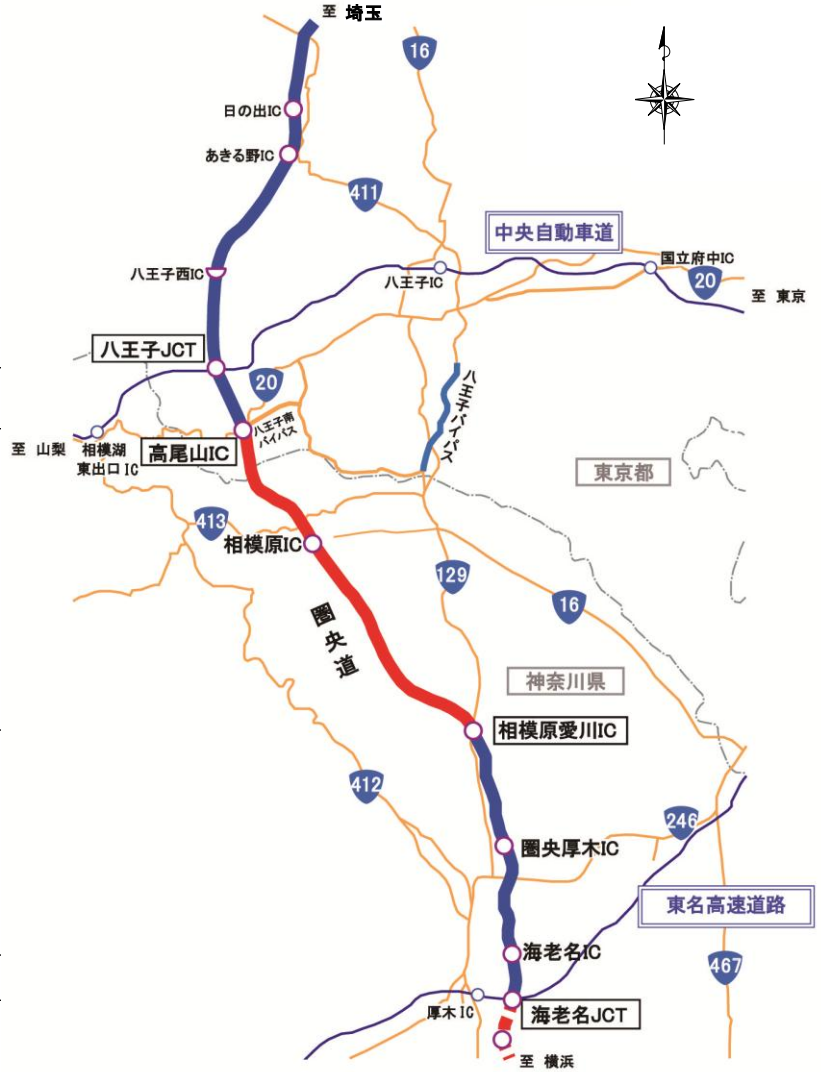 至 埼玉
16
日の出IC
あきる野IC
411
中央自動車道
国立府中IC
八王子西IC
八王子IC
20
至 東京
八王子JCT
20
八王子バイパス
八王子南
バイパス
至 山梨
相模湖
東出口IC
高尾山IC
東京都
413
相模原IC
129
16
圏央道
神奈川県
相模原愛川IC
412
246
圏央厚木IC
東名高速道路
海老名IC
467
厚木IC
海老名JCT
至 横浜